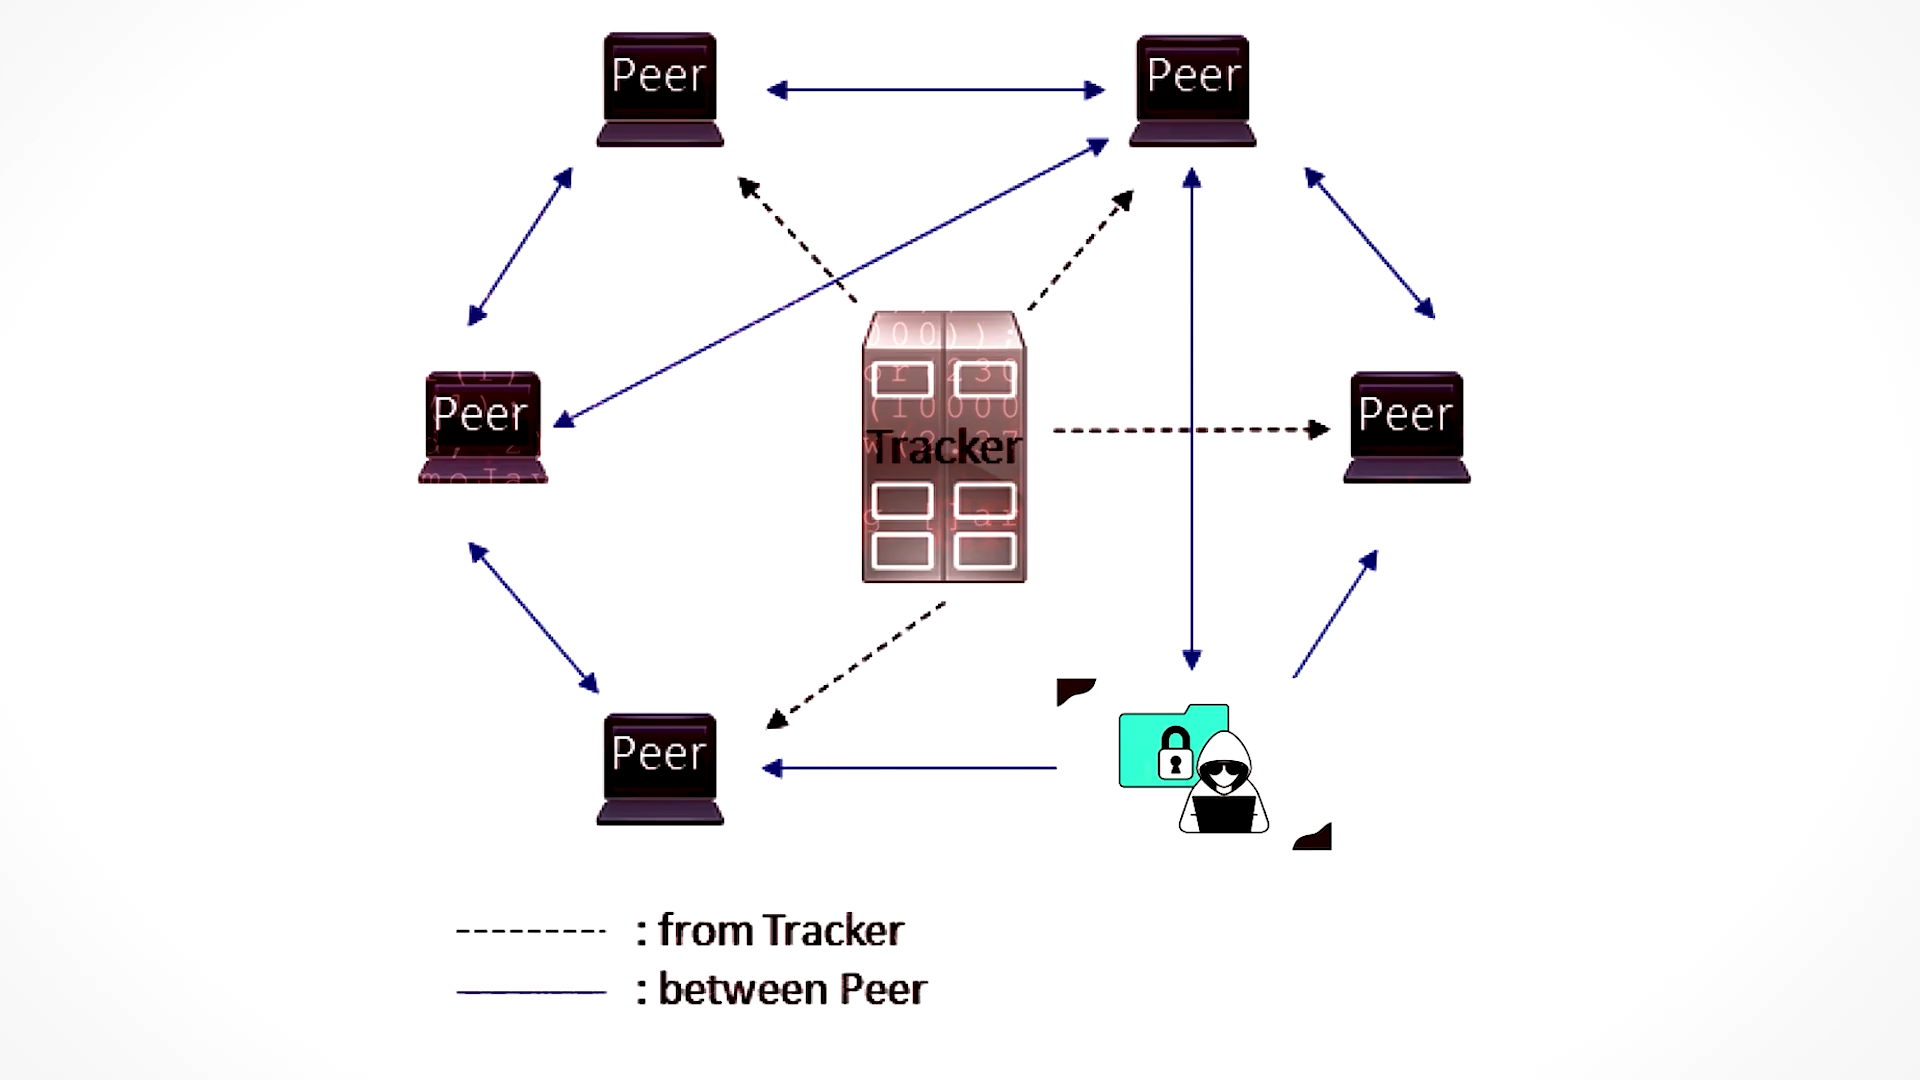 Peer
Peer
Peer
Tracker
Peer
Peer
: from Tracker
: between Peer